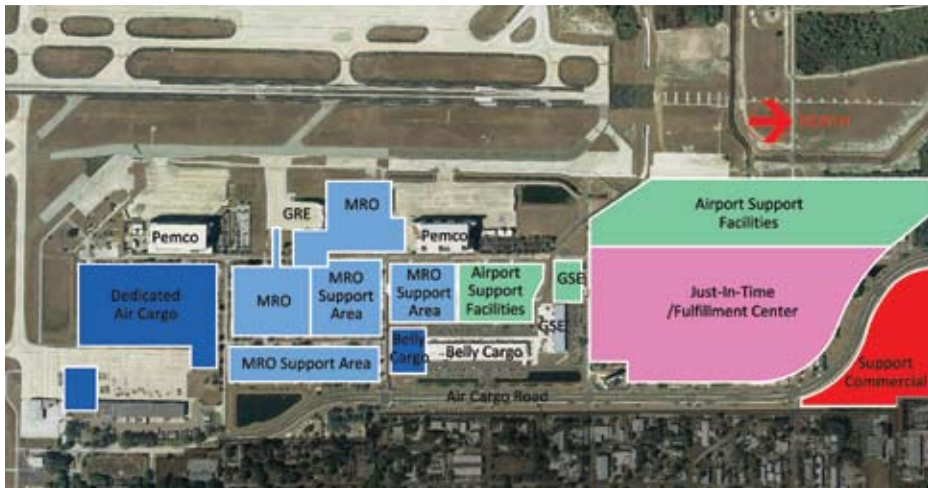 NORTH
MRO
GRE
Airport Support
Facilities
Pemco
Pemco
Dedicated
Air Cargo
MRO
MRO
Support
Area
MRO
Support
Area
Airport
Support
Facilities
GSE
Just-In-Time
/Fulfillment Center
GSE
Belly
Cargo
Belly Cargo
MRO Support Area
Support
Commercial
Air Cargo Road